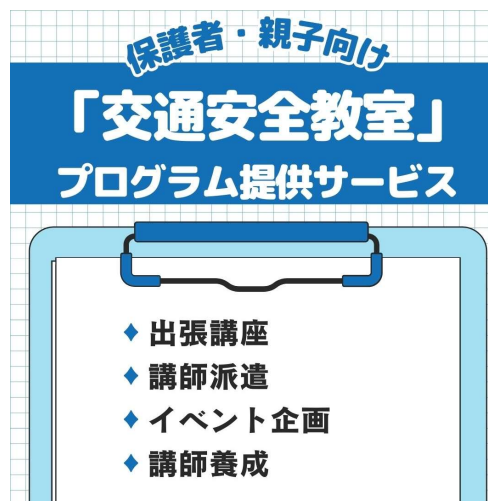 保護者・親子向け
「交通安全教室」
プログラム提供サービス
出張講座
講師派遣
イベント企画
講師養成